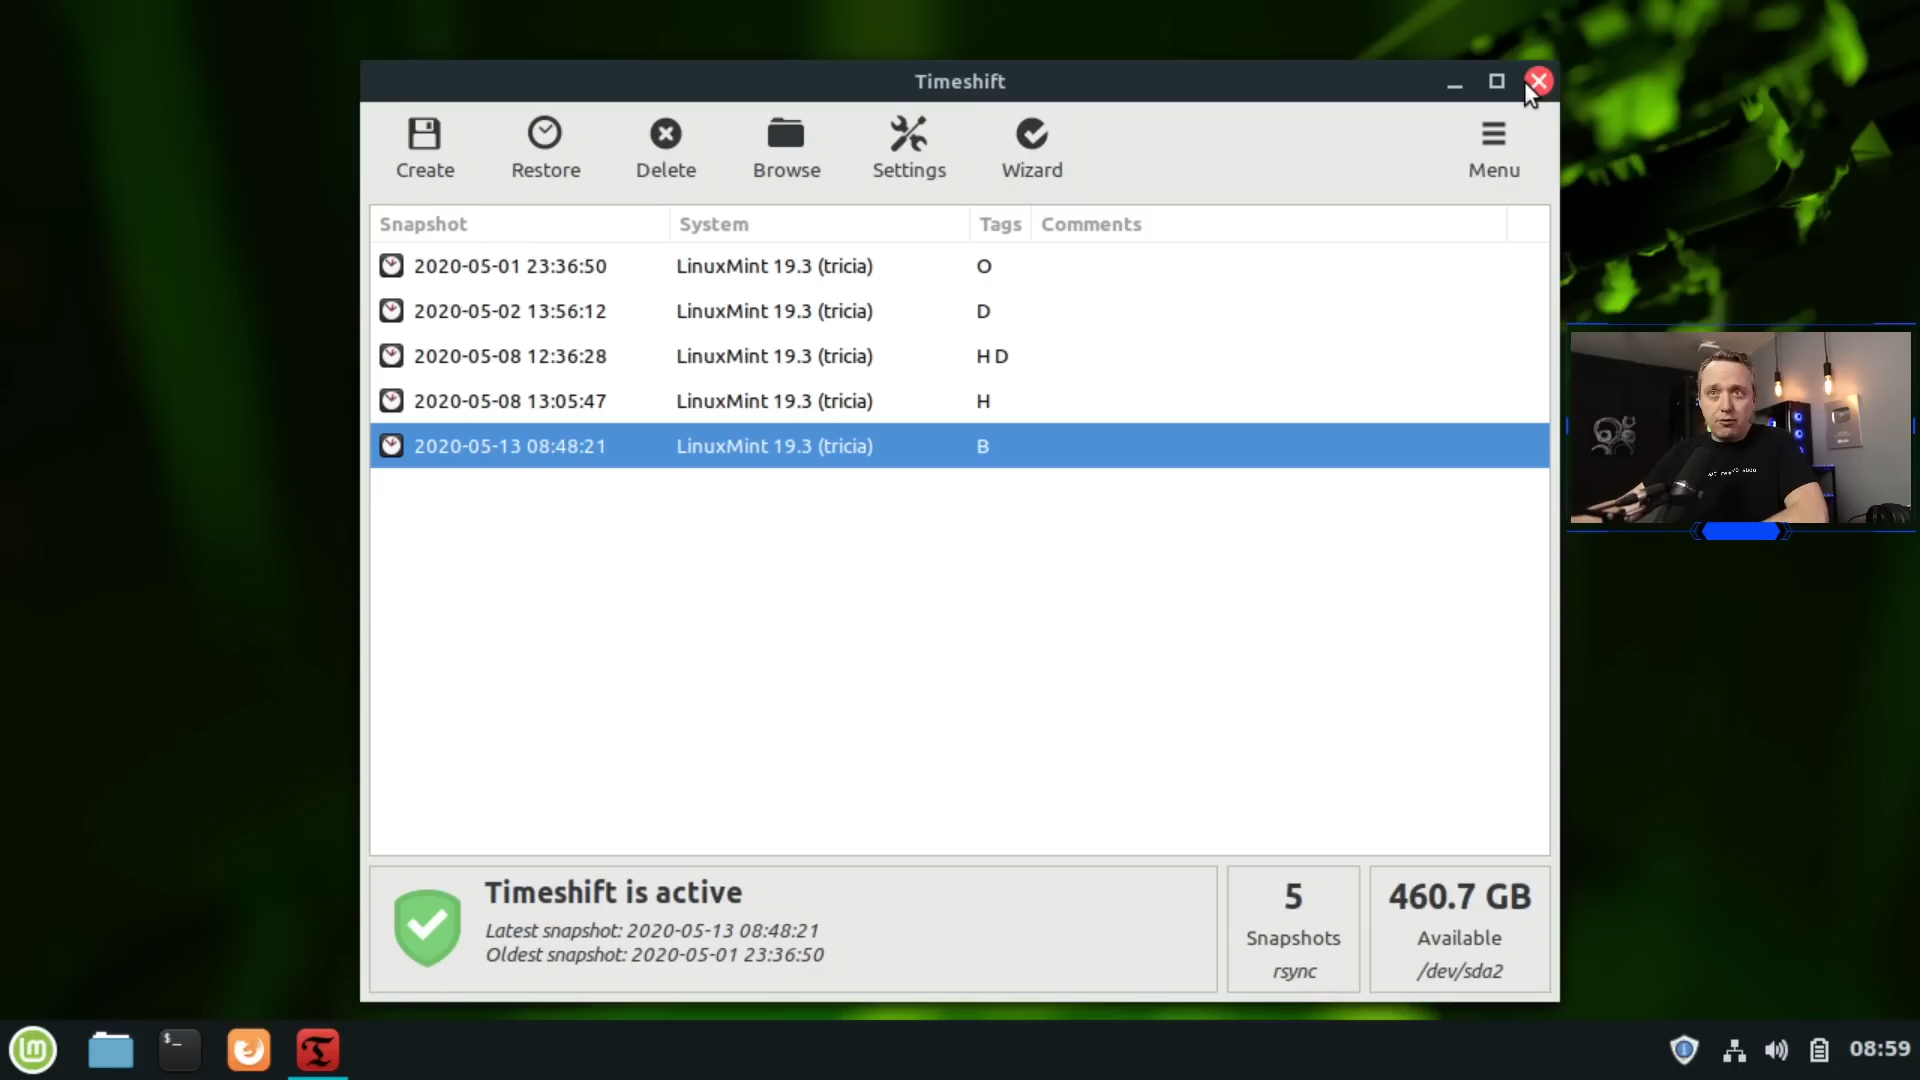 Timeshift
Create
Restore
Delete
Browse
Settings
Wizard
Menu
Snapshot System Tags Comments
2020-05-01 23:36:50 LinuxMint 19.3 (tricia) O
2020-05-02 13:56:12 LinuxMint 19.3 (tricia) D
2020-05-08 12:36:28 LinuxMint 19.3 (tricia) H D
2020-05-08 13:05:47 LinuxMint 19.3 (tricia) H
2020-05-13 08:48:21 LinuxMint 19.3 (tricia) B
Timeshift is active
Latest snapshot: 2020-05-13 08:48:21
Oldest snapshot: 2020-05-01 23:36:50
5
Snapshots
rsync
460.7 GB
Available
/dev/sda2
$_
08:59